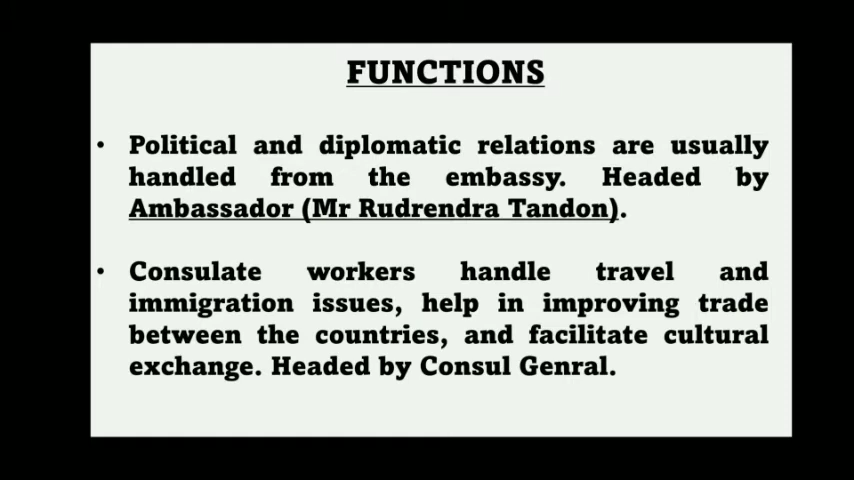 FUNCTIONS
• Political and diplomatic relations are usually
handled from the embassy. Headed by
Ambassador (Mr Rudrendra Tandon).
• Consulate workers handle travel and
immigration issues, help in improving trade
between the countries, and facilitate cultural
exchange. Headed by Consul Genral.